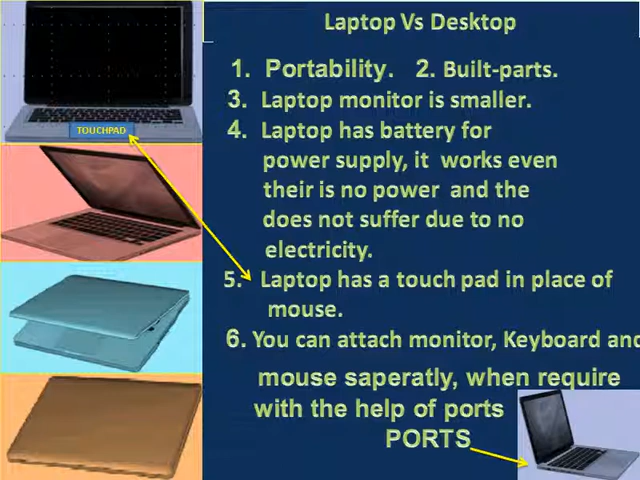 Laptop Vs Desktop
1. Portability. 2. Built-parts.
3. Laptop monitor is smaller.
4. Laptop has battery for
power supply, it works even
their is no power and the
does not suffer due to no
electricity.
5. Laptop has a touch pad in place of
mouse.
6. You can attach monitor, Keyboard and
mouse saperatly, when require
with the help of ports
PORTS
TOUCHPAD